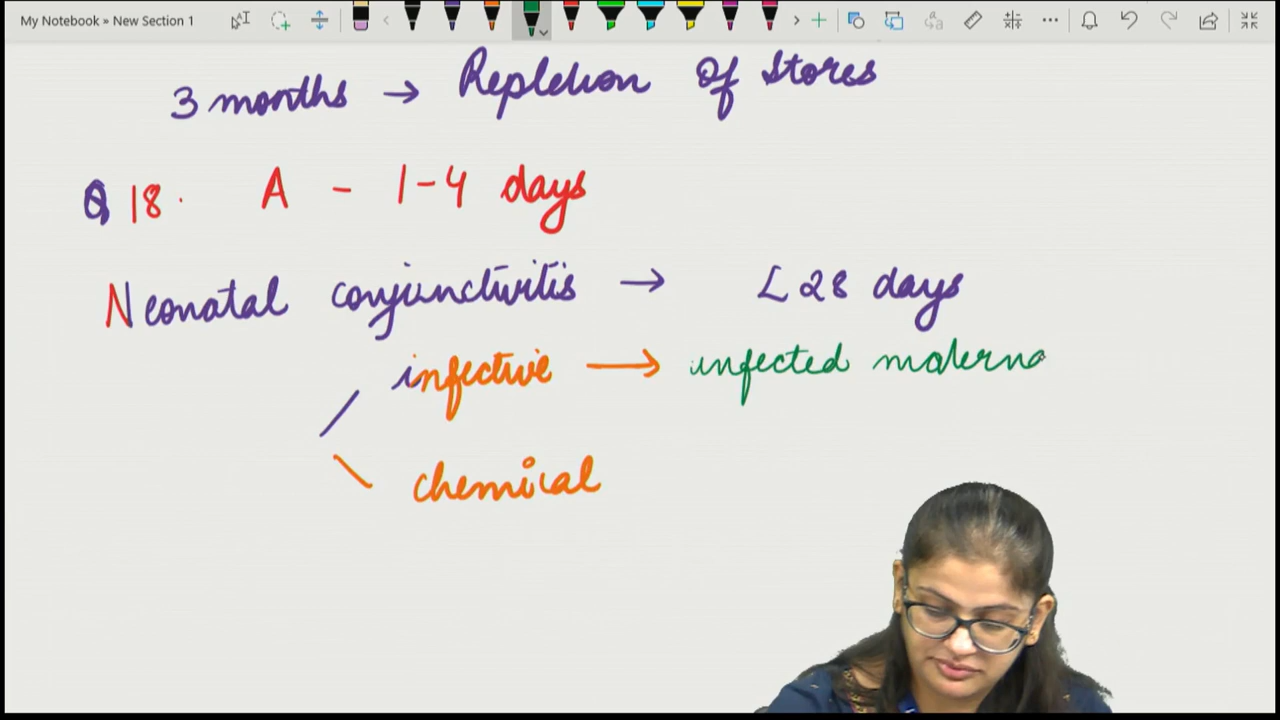 My Notebook » New Section 1
3 months → Repletion Of Stores
Q 18. A - 1-4 days
Neonatal conjunctivitis → < 28 days
infective → infected materna
chemical